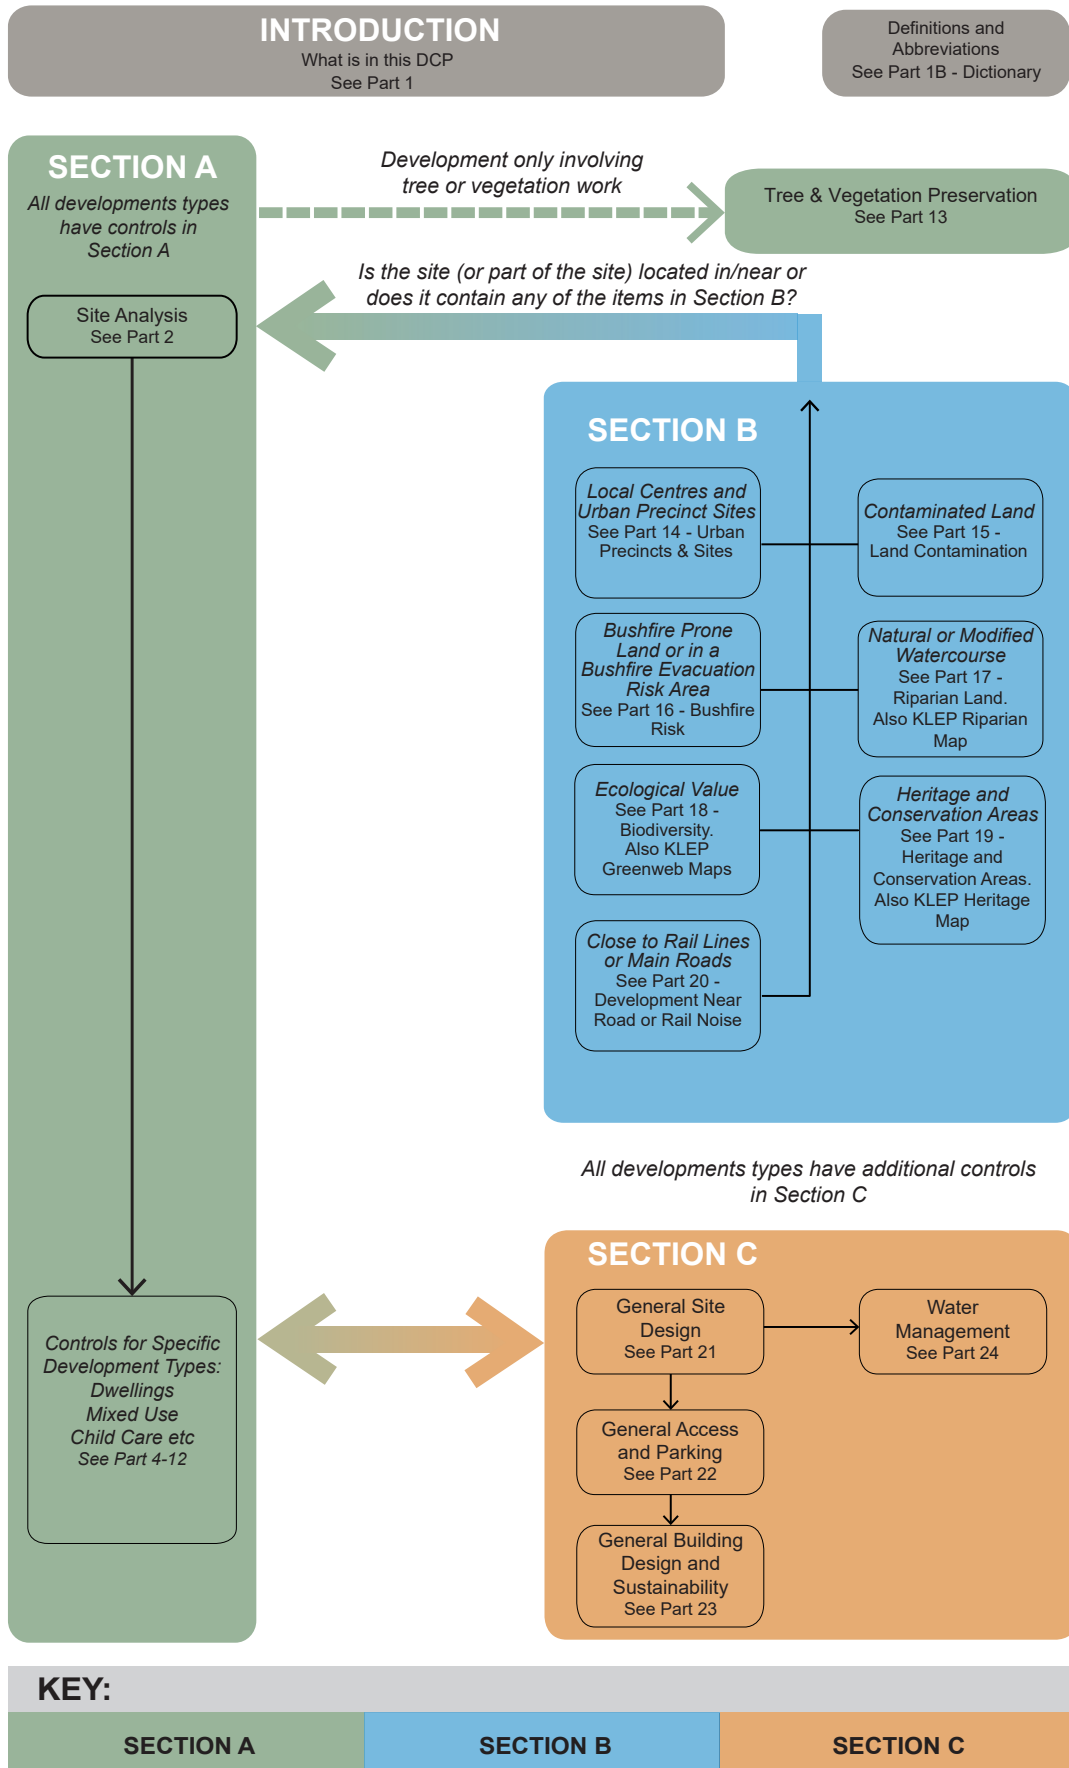 INTRODUCTION
What is in this DCP
See Part 1
Definitions and
Abbreviations
See Part 1B - Dictionary
SECTION A
All developments types
have controls in
Section A
Development only involving
tree or vegetation work
Tree & Vegetation Preservation
See Part 13
Is the site (or part of the site) located in/near or
does it contain any of the items in Section B?
Site Analysis
See Part 2
SECTION B
Local Centres and
Urban Precinct Sites
See Part 14 - Urban
Precincts & Sites
Contaminated Land
See Part 15 -
Land Contamination
Bushfire Prone
Land or in a
Bushfire Evacuation
Risk Area
See Part 16 - Bushfire
Risk
Natural or Modified
Watercourse
See Part 17 -
Riparian Land.
Also KLEP Riparian
Map
Ecological Value
See Part 18 -
Biodiversity.
Also KLEP
Greenweb Maps
Heritage and
Conservation Areas
See Part 19 -
Heritage and
Conservation Areas.
Also KLEP Heritage
Map
Close to Rail Lines
or Main Roads
See Part 20 -
Development Near
Road or Rail Noise
All developments types have additional controls
in Section C
SECTION C
General Site
Design
See Part 21
Water
Management
See Part 24
General Access
and Parking
See Part 22
General Building
Design and
Sustainability
See Part 23
Controls for Specific
Development Types:
Dwellings
Mixed Use
Child Care etc
See Part 4-12
KEY:
SECTION A
SECTION B
SECTION C